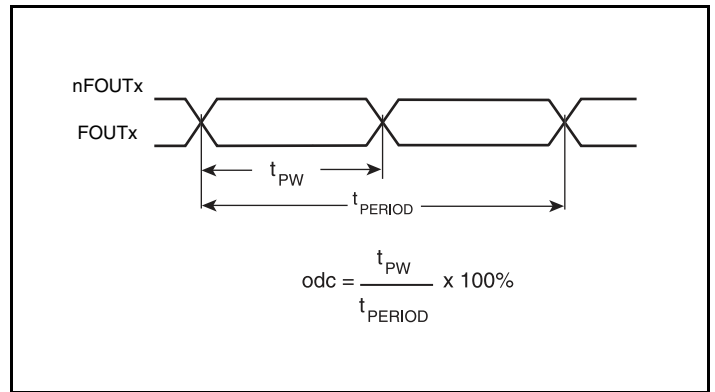 nFOUTx
FOUTx
tPW
tPERIOD
odc = tPW / tPERIOD x 100%